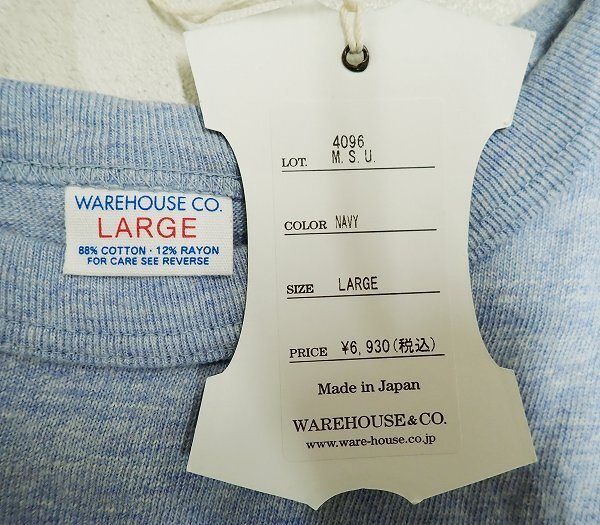 WAREHOUSE CO.
LARGE
88% COTTON · 12% RAYON
FOR CARE SEE REVERSE
4096
LOT. M.S.U.
COLOR NAVY
SIZE LARGE
PRICE ¥6,930(税込)
Made in Japan
WAREHOUSE&CO.
www.ware-house.co.jp